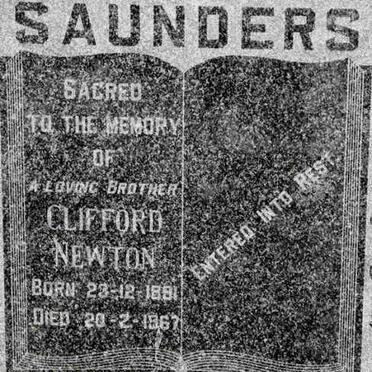 SAUNDERS
SACRED
TO THE MEMORY
OF
A LOVING BROTHER
CLIFFORD
NEWTON
BORN 23-12-1881
DIED 20-2-1967
ENTERED INTO REST.